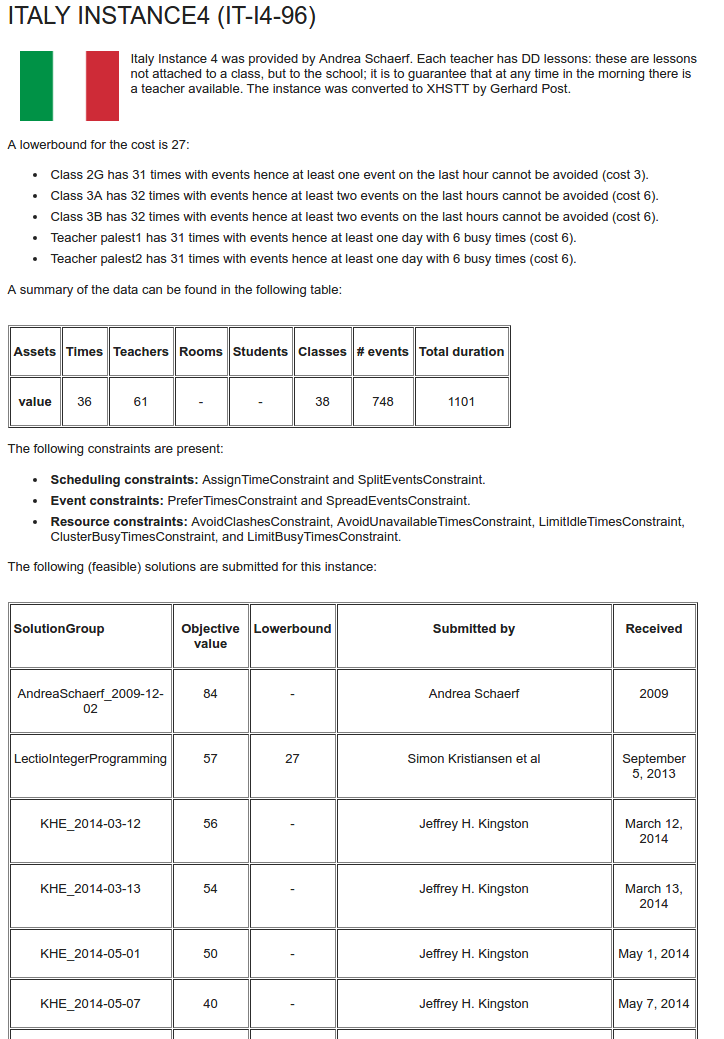 ITALY INSTANCE4 (IT-I4-96)
Italy Instance 4 was provided by Andrea Schaerf. Each teacher has DD lessons: these are lessons
not attached to a class, but to the school; it is to guarantee that at any time in the morning there is
a teacher available. The instance was converted to XHSTT by Gerhard Post.
A lowerbound for the cost is 27:
• Class 2G has 31 times with events hence at least one event on the last hour cannot be avoided (cost 3).
• Class 3A has 32 times with events hence at least two events on the last hours cannot be avoided (cost 6).
• Class 3B has 32 times with events hence at least two events on the last hours cannot be avoided (cost 6).
• Teacher palest1 has 31 times with events hence at least one day with 6 busy times (cost 6).
• Teacher palest2 has 31 times with events hence at least one day with 6 busy times (cost 6).
A summary of the data can be found in the following table:
Assets Times Teachers Rooms Students Classes # events Total duration
value 36 61 - - 38 748 1101
The following constraints are present:
• Scheduling constraints: AssignTimeConstraint and SplitEventsConstraint.
• Event constraints: PreferTimesConstraint and SpreadEventsConstraint.
• Resource constraints: AvoidClashesConstraint, AvoidUnavailableTimesConstraint, LimitIdleTimesConstraint,
ClusterBusyTimesConstraint, and LimitBusyTimesConstraint.
The following (feasible) solutions are submitted for this instance:
SolutionGroup Objective Lowerbound Submitted by Received
value
AndreaSchaerf_2009-12- 84 - Andrea Schaerf 2009
02
LectioIntegerProgramming 57 27 Simon Kristiansen et al September
5, 2013
KHE_2014-03-12 56 - Jeffrey H. Kingston March 12,
2014
KHE_2014-03-13 54 - Jeffrey H. Kingston March 13,
2014
KHE_2014-05-01 50 - Jeffrey H. Kingston May 1, 2014
KHE_2014-05-07 40 - Jeffrey H. Kingston May 7, 2014